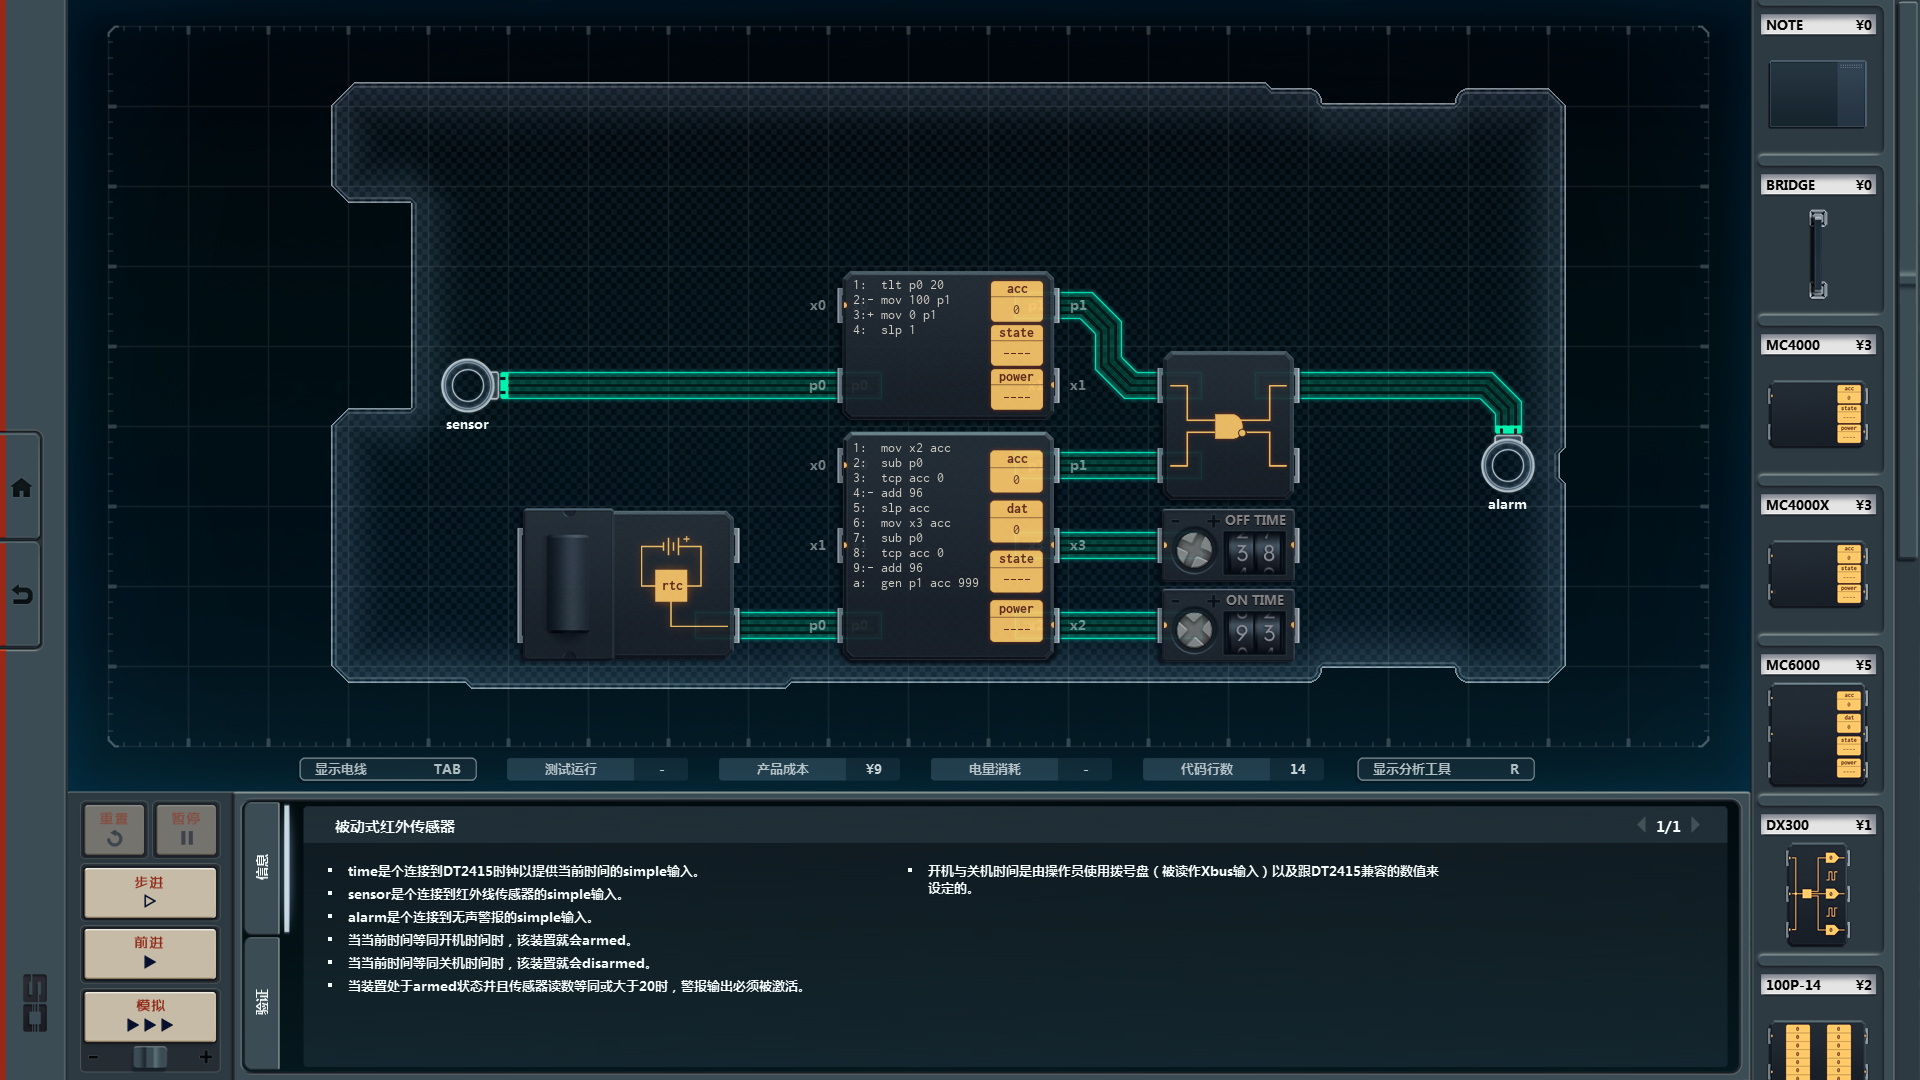 NOTE ¥0
BRIDGE ¥0
MC4000 ¥3
acc
0
state
----
power
----
MC4000X ¥3
acc
0
state
----
power
----
MC6000 ¥5
acc
0
dat
0
state
----
power
----
DX300 ¥1
100P-14 ¥2
sensor
x0
p0
1: tlt p0 20
2:- mov 100 p1
3:+ mov 0 p1
4: slp 1
acc
0
state
----
power
----
p1
x1
x0
x1
p0
1: mov x2 acc
2: sub p0
3: tcp acc 0
4:- add 96
5: slp acc
6: mov x3 acc
7: sub p0
8: tcp acc 0
9:- add 96
a: gen p1 acc 999
acc
0
dat
0
state
----
power
----
p1
x3
x2
rtc
- + OFF TIME
3 8
- + ON TIME
9 3
alarm
显示电线 TAB
测试运行 -
产品成本 ¥9
电量消耗 -
代码行数 14
显示分析工具 R
重置
暂停
步进
前进
模拟
- +
信息
验证
被动式红外传感器
1/1
▪ time是个连接到DT2415时钟以提供当前时间的simple输入。
▪ sensor是个连接到红外线传感器的simple输入。
▪ alarm是个连接到无声警报的simple输入。
▪ 当当前时间等同开机时间时，该装置就会armed。
▪ 当当前时间等同关机时间时，该装置就会disarmed。
▪ 当装置处于armed状态并且传感器读数等同或大于20时，警报输出必须被激活。
▪ 开机与关机时间是由操作员使用拨号盘（被读作Xbus输入）以及跟DT2415兼容的数值来
设定的。